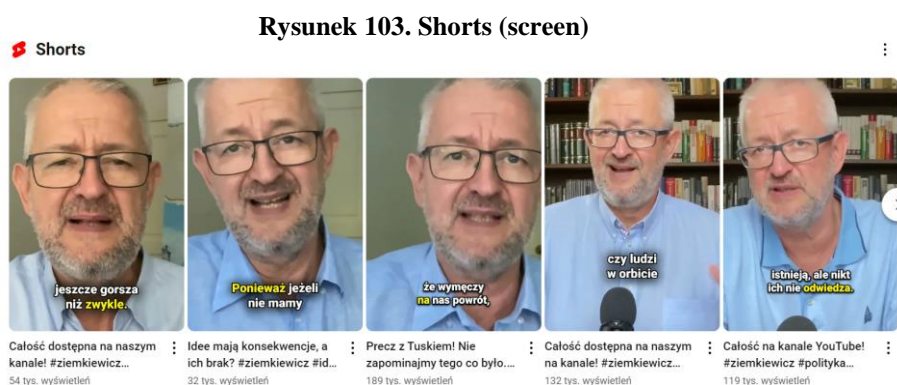 Rysunek 103. Shorts (screen)
Shorts
jeszcze gorsza
niż zwykle.
Ponieważ jeżeli
nie mamy
że wymęczy
na nas powrót,
czy ludzi
w orbicie
istnieją, ale nikt
ich nie odwiedza.
Całość dostępna na naszym
kanale! #ziemkiewicz...
54 tys. wyświetleń
Idee mają konsekwencje, a
ich brak? #ziemkiewicz #id...
32 tys. wyświetleń
Precz z Tuskiem! Nie
zapominajmy tego co było....
189 tys. wyświetleń
Całość dostępna na naszym
na kanale! #ziemkiewicz...
132 tys. wyświetleń
Całość na kanale YouTube!
#ziemkiewicz #polityka...
119 tys. wyświetleń